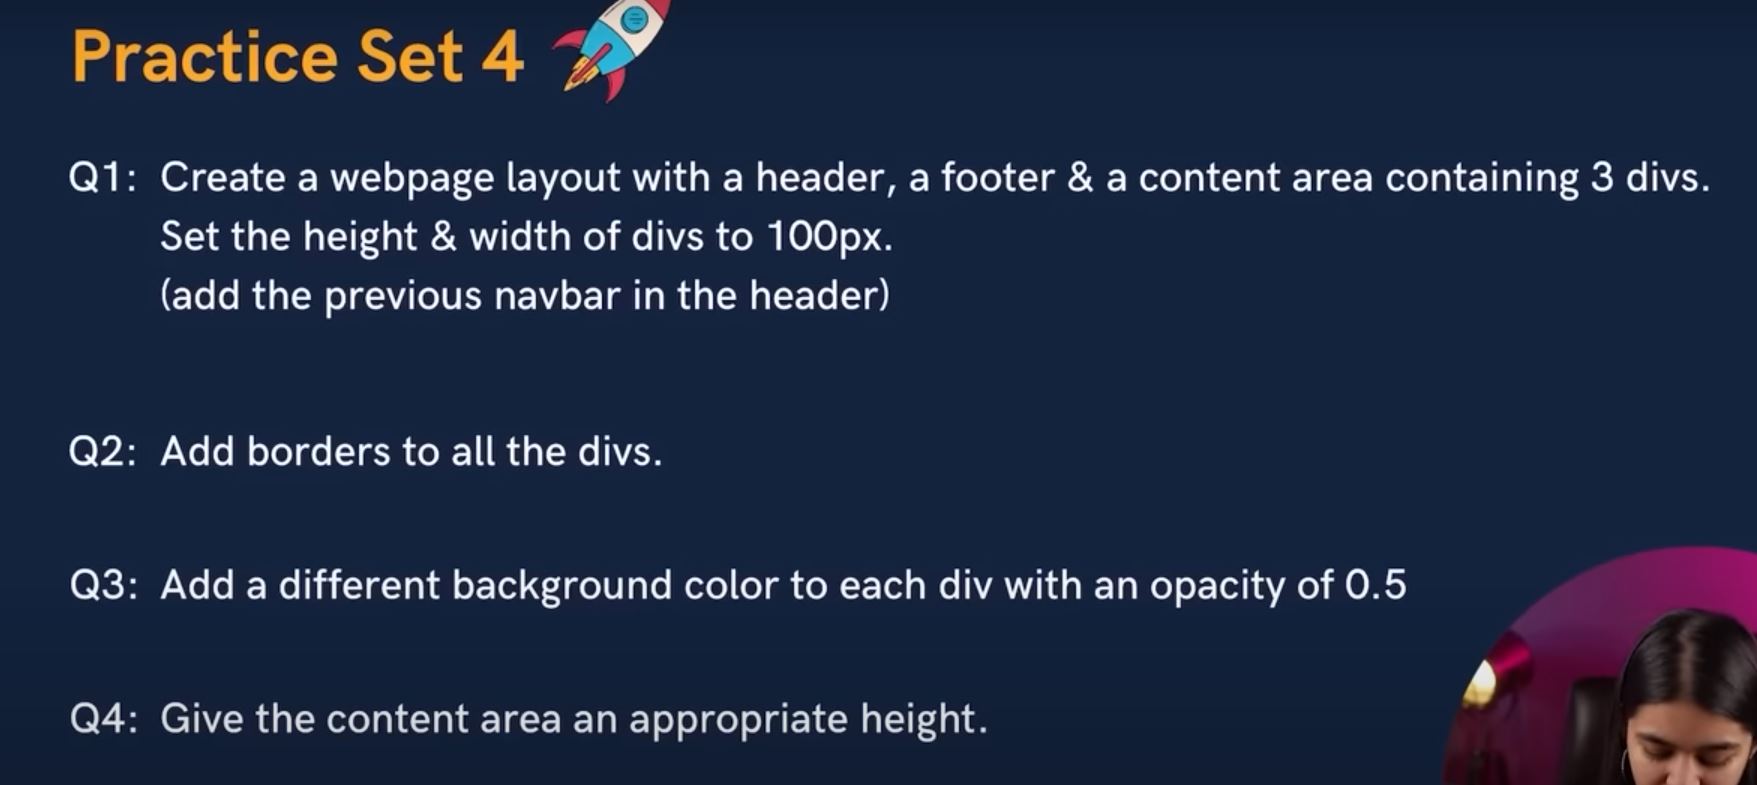 Practice Set 4
Q1: Create a webpage layout with a header, a footer & a content area containing 3 divs.
Set the height & width of divs to 100px.
(add the previous navbar in the header)
Q2: Add borders to all the divs.
Q3: Add a different background color to each div with an opacity of 0.5
Q4: Give the content area an appropriate height.